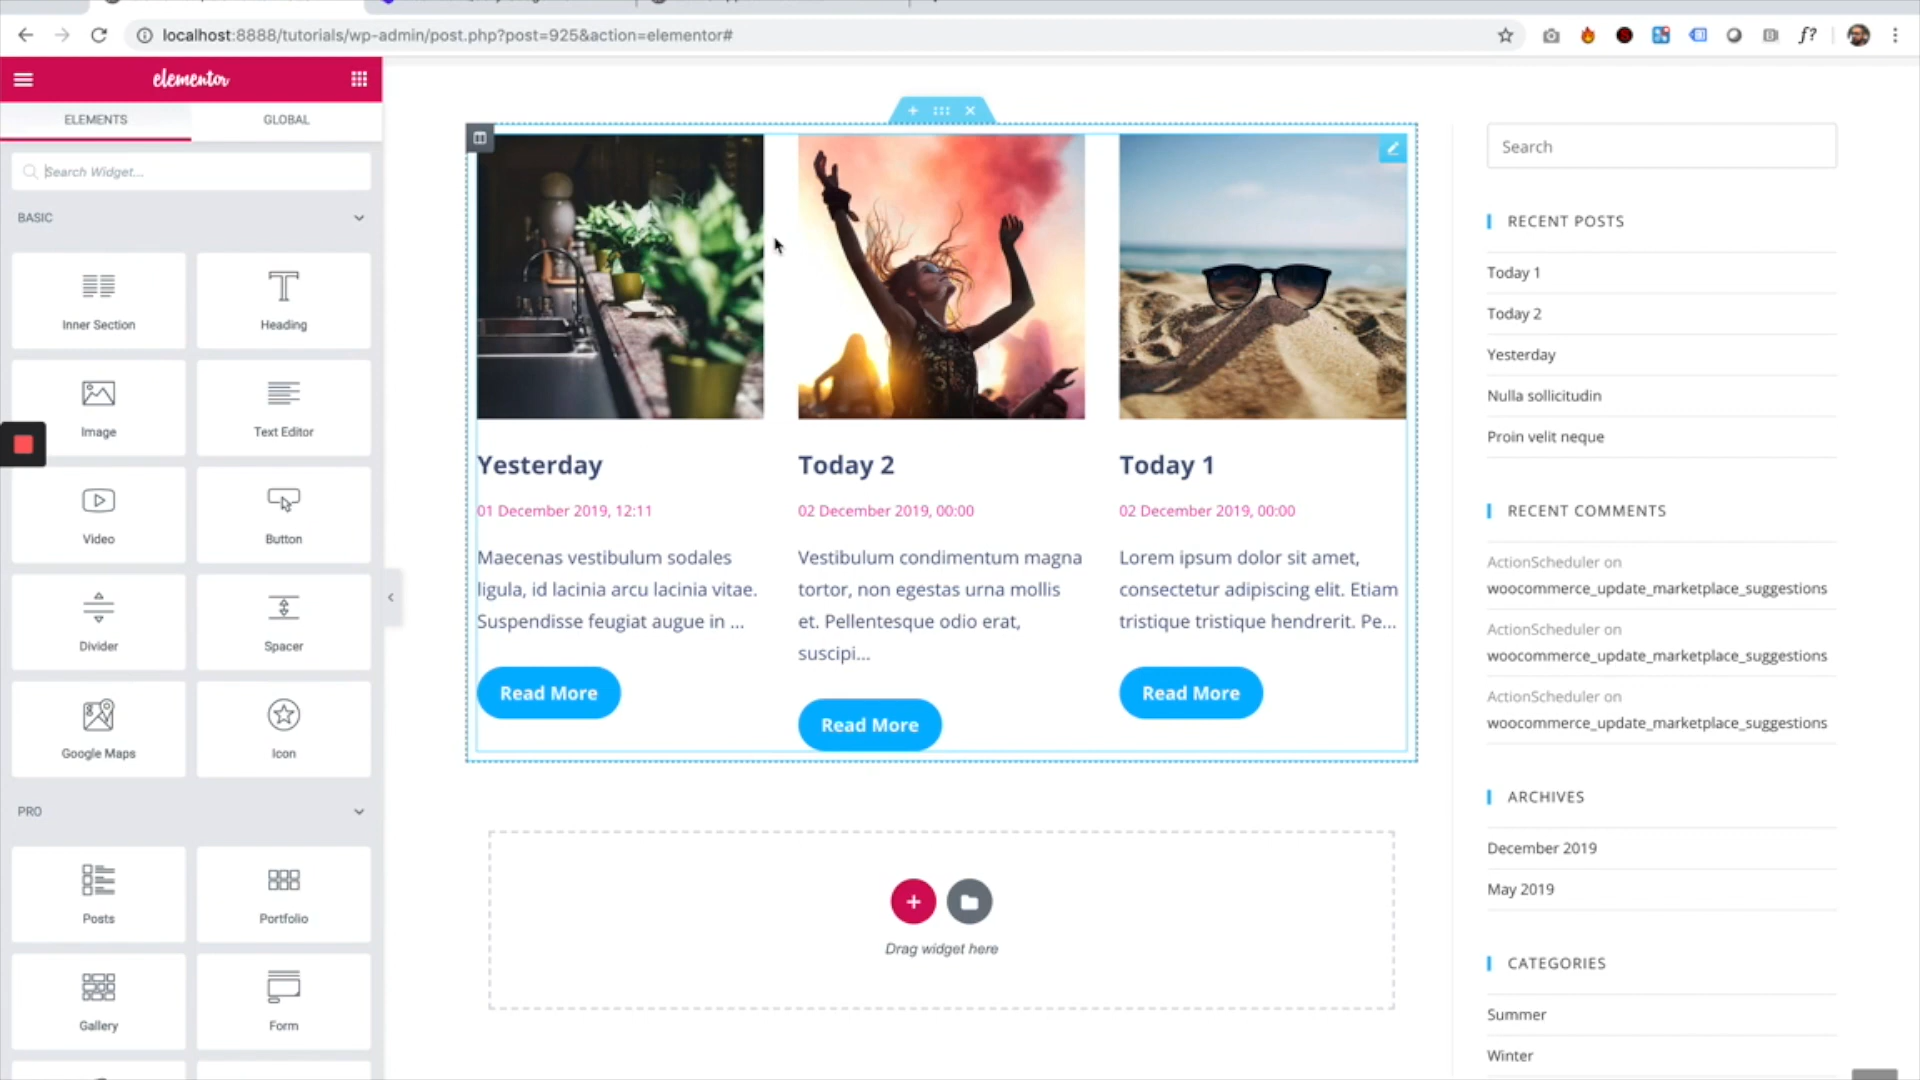 localhost:8888/tutorials/wp-admin/post.php?post=925&action=elementor#
f?
elementor
ELEMENTS
GLOBAL
Search Widget...
BASIC
Inner Section
Heading
Image
Text Editor
Video
Button
Divider
Spacer
Google Maps
Icon
PRO
Posts
Portfolio
Gallery
Form
Yesterday
01 December 2019, 12:11
Maecenas vestibulum sodales
ligula, id lacinia arcu lacinia vitae.
Suspendisse feugiat augue in ...
Read More
Today 2
02 December 2019, 00:00
Vestibulum condimentum magna
tortor, non egestas urna mollis
et. Pellentesque odio erat,
suscipi...
Read More
Today 1
02 December 2019, 00:00
Lorem ipsum dolor sit amet,
consectetur adipiscing elit. Etiam
tristique tristique hendrerit. Pe...
Read More
Drag widget here
Search
RECENT POSTS
Today 1
Today 2
Yesterday
Nulla sollicitudin
Proin velit neque
RECENT COMMENTS
ActionScheduler on
woocommerce_update_marketplace_suggestions
ActionScheduler on
woocommerce_update_marketplace_suggestions
ActionScheduler on
woocommerce_update_marketplace_suggestions
ARCHIVES
December 2019
May 2019
CATEGORIES
Summer
Winter